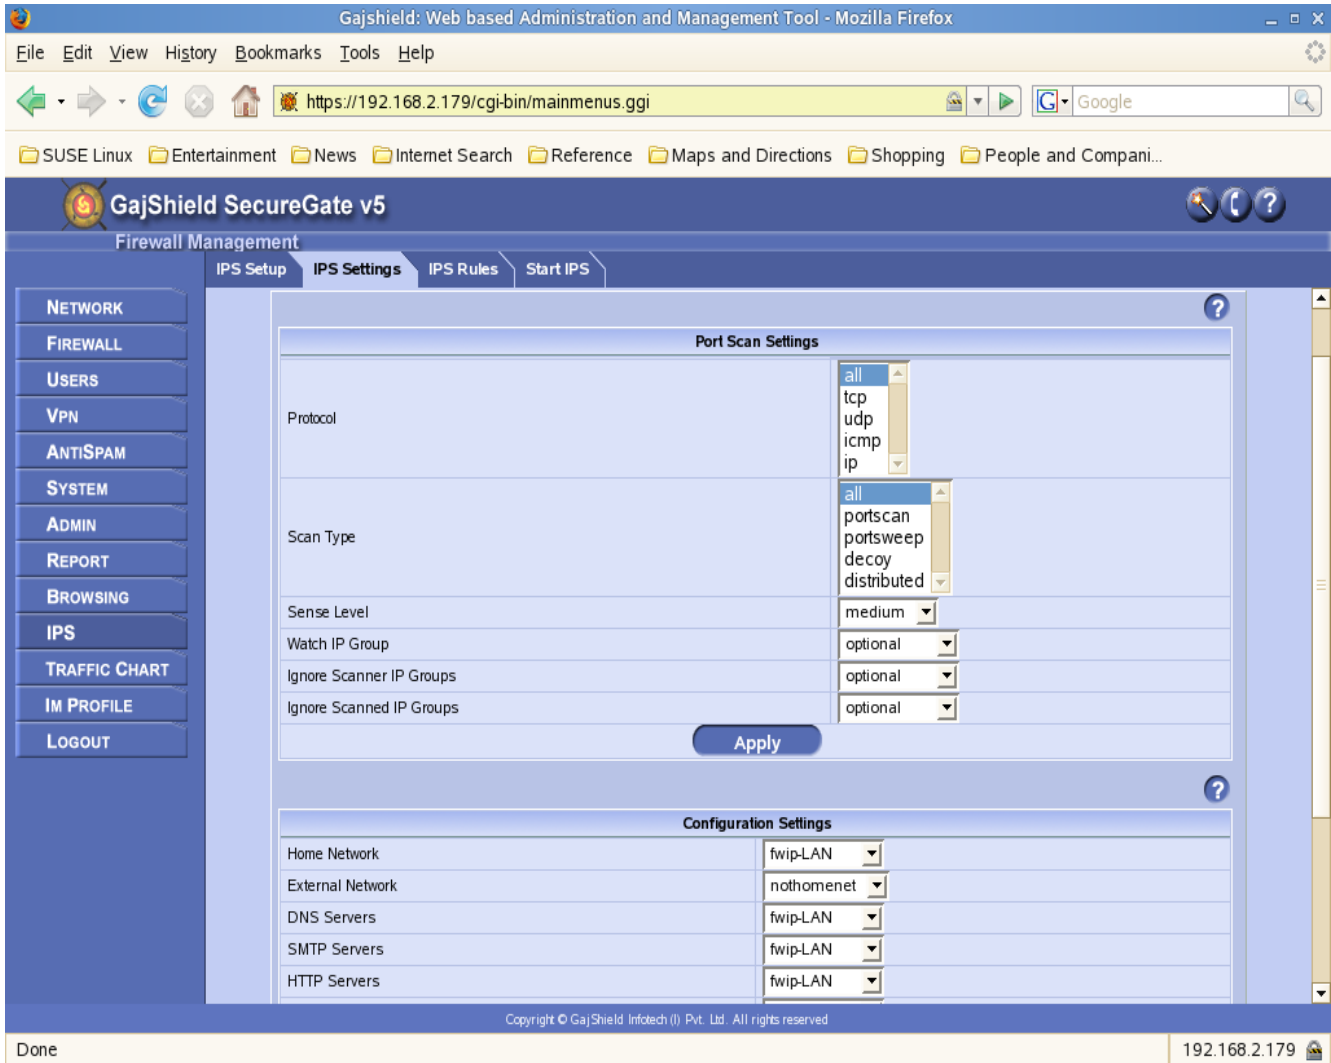 Gajshield: Web based Administration and Management Tool - Mozilla Firefox
File Edit View History Bookmarks Tools Help
https://192.168.2.179/cgi-bin/mainmenus.ggi
G Google
SUSE Linux Entertainment News Internet Search Reference Maps and Directions Shopping People and Compani...
GajShield SecureGate v5
?
Firewall Management
IPS Setup IPS Settings IPS Rules Start IPS
NETWORK
FIREWALL
USERS
VPN
ANTISPAM
SYSTEM
ADMIN
REPORT
BROWSING
IPS
TRAFFIC CHART
IM PROFILE
LOGOUT
?
Port Scan Settings
Protocol
all
tcp
udp
icmp
ip
Scan Type
all
portscan
portsweep
decoy
distributed
Sense Level medium
Watch IP Group optional
Ignore Scanner IP Groups optional
Ignore Scanned IP Groups optional
Apply
?
Configuration Settings
Home Network fwip-LAN
External Network nothomenet
DNS Servers fwip-LAN
SMTP Servers fwip-LAN
HTTP Servers fwip-LAN
Copyright © GajShield Infotech (I) Pvt. Ltd. All rights reserved
Done 192.168.2.179